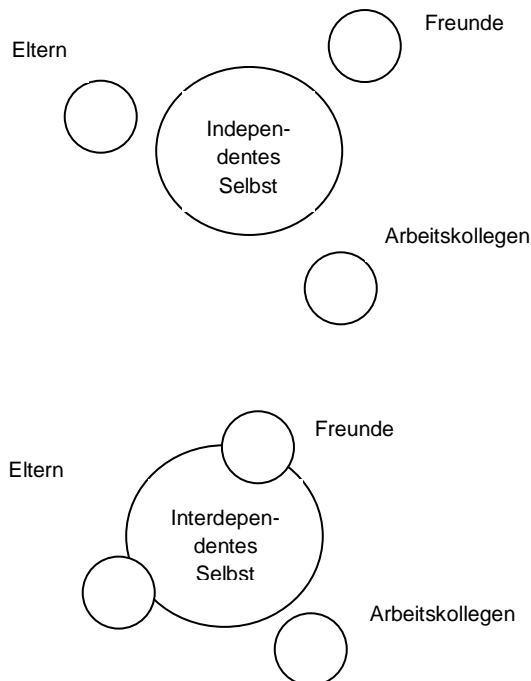 Freunde
Eltern
Indepen-
dentes
Selbst
Arbeitskollegen
Freunde
Eltern
Interdepen-
dentes
Selbst
Arbeitskollegen